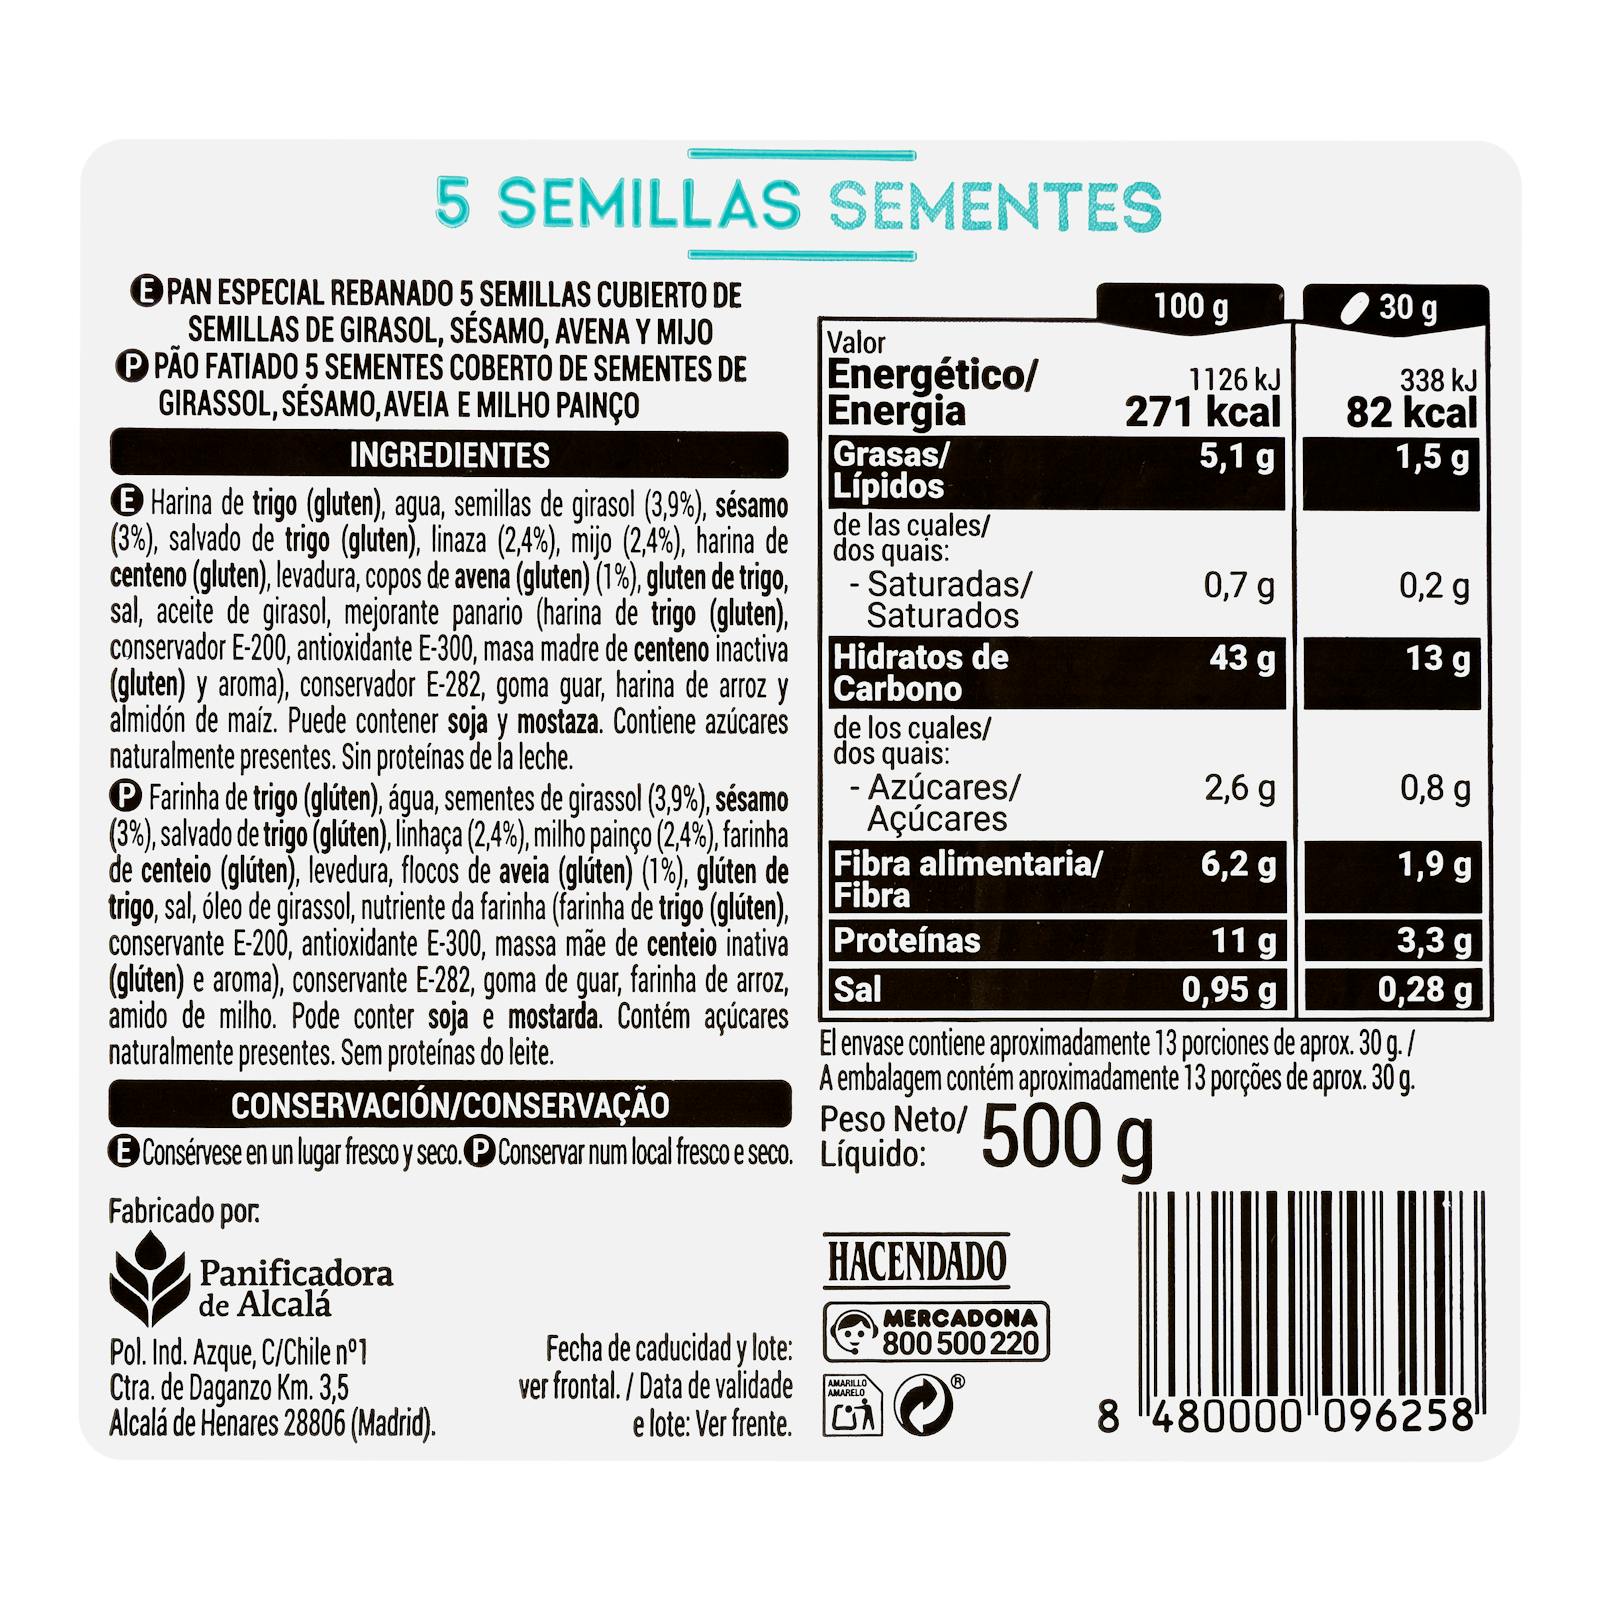 5 SEMILLAS SEMENTES
E PAN ESPECIAL REBANADO 5 SEMILLAS CUBIERTO DE
SEMILLAS DE GIRASOL, SÉSAMO, AVENA Y MIJO
P PÃO FATIADO 5 SEMENTES COBERTO DE SEMENTES DE
GIRASSOL, SÉSAMO, AVEIA E MILHO PAINÇO
INGREDIENTES
E Harina de trigo (gluten), agua, semillas de girasol (3,9%), sésamo
(3%), salvado de trigo (gluten), linaza (2,4%), mijo (2,4%), harina de
centeno (gluten), levadura, copos de avena (gluten) (1%), gluten de trigo,
sal, aceite de girasol, mejorante panario (harina de trigo (gluten),
conservador E-200, antioxidante E-300, masa madre de centeno inactiva
(gluten) y aroma), conservador E-282, goma guar, harina de arroz y
almidón de maíz. Puede contener soja y mostaza. Contiene azúcares
naturalmente presentes. Sin proteínas de la leche.
P Farinha de trigo (glúten), água, sementes de girassol (3,9%), sésamo
(3%), salvado de trigo (glúten), linhaça (2,4%), milho painço (2,4%), farinha
de centeio (glúten), levedura, flocos de aveia (glúten) (1%), glúten de
trigo, sal, óleo de girassol, nutriente da farinha (farinha de trigo (glúten),
conservante E-200, antioxidante E-300, massa mãe de centeio inativa
(glúten) e aroma), conservante E-282, goma de guar, farinha de arroz,
amido de milho. Pode conter soja e mostarda. Contém açúcares
naturalmente presentes. Sem proteínas do leite.
CONSERVACIÓN/CONSERVAÇÃO
E Consérvese en un lugar fresco y seco. P Conservar num local fresco e seco.
Fabricado por:
Panificadora
de Alcalá
Pol. Ind. Azque, C/Chile nº1
Ctra. de Daganzo Km. 3,5
Alcalá de Henares 28806 (Madrid).
Fecha de caducidad y lote:
ver frontal. / Data de validade
e lote: Ver frente.
100 g 30 g
Valor
Energético/ 1126 kJ 338 kJ
Energia 271 kcal 82 kcal
Grasas/ 5,1 g 1,5 g
Lípidos
de las cuales/
dos quais:
- Saturadas/ 0,7 g 0,2 g
Saturados
Hidratos de 43 g 13 g
Carbono
de los cuales/
dos quais:
- Azúcares/ 2,6 g 0,8 g
Açúcares
Fibra alimentaria/ 6,2 g 1,9 g
Fibra
Proteínas 11 g 3,3 g
Sal 0,95 g 0,28 g
El envase contiene aproximadamente 13 porciones de aprox. 30 g. /
A embalagem contém aproximadamente 13 porções de aprox. 30 g.
Peso Neto/
Líquido: 500 g
HACENDADO
MERCADONA
800 500 220
AMARILLO
AMARELO
®
8 480000 096258